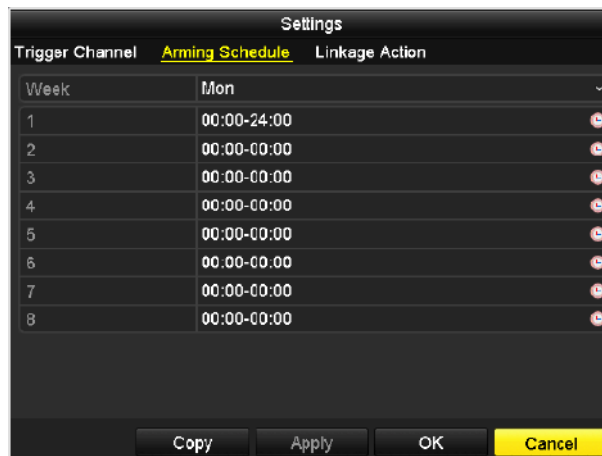 Settings
Trigger Channel Arming Schedule Linkage Action
Week Mon
1 00:00-24:00
2 00:00-00:00
3 00:00-00:00
4 00:00-00:00
5 00:00-00:00
6 00:00-00:00
7 00:00-00:00
8 00:00-00:00
Copy Apply OK Cancel